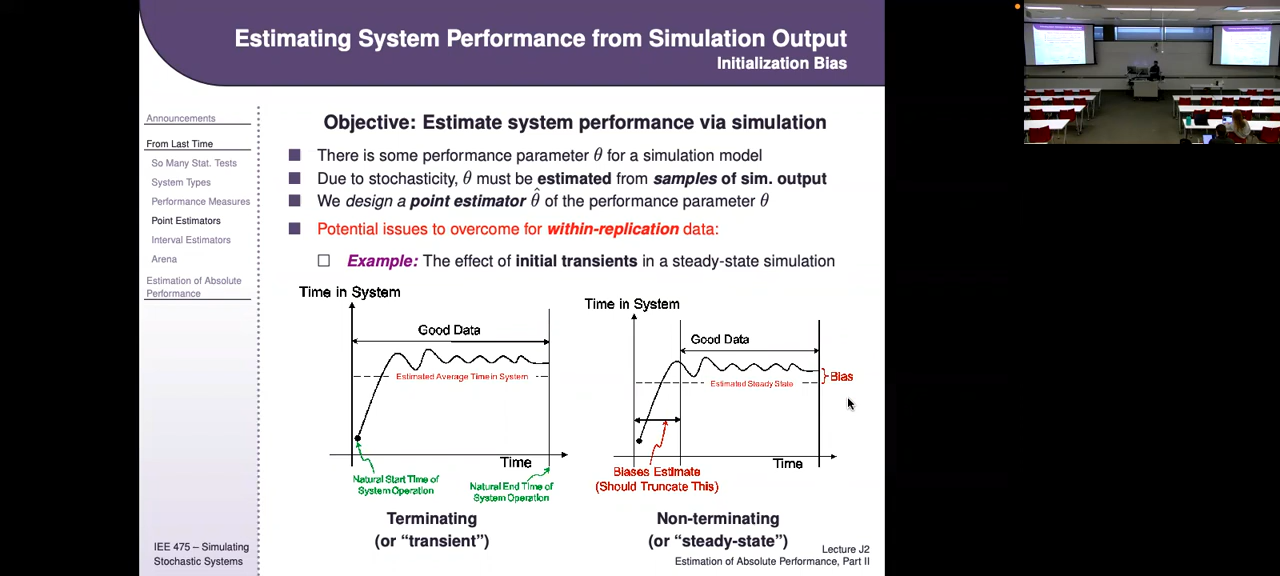 Estimating System Performance from Simulation Output
Initialization Bias
Announcements
From Last Time
So Many Stat. Tests
System Types
Performance Measures
Point Estimators
Interval Estimators
Arena
Estimation of Absolute
Performance
IEE 475 – Simulating
Stochastic Systems
Objective: Estimate system performance via simulation
There is some performance parameter θ for a simulation model
Due to stochasticity, θ must be estimated from samples of sim. output
We design a point estimator θ̂ of the performance parameter θ
Potential issues to overcome for within-replication data:
Example: The effect of initial transients in a steady-state simulation
Time in System
Good Data
Estimated Average Time in System
Time
Natural Start Time of
System Operation
Natural End Time of
System Operation
Terminating
(or “transient”)
Time in System
Good Data
Bias
Estimated Steady State
Time
Biases Estimate
(Should Truncate This)
Non-terminating
(or “steady-state”)
Lecture J2
Estimation of Absolute Performance, Part II